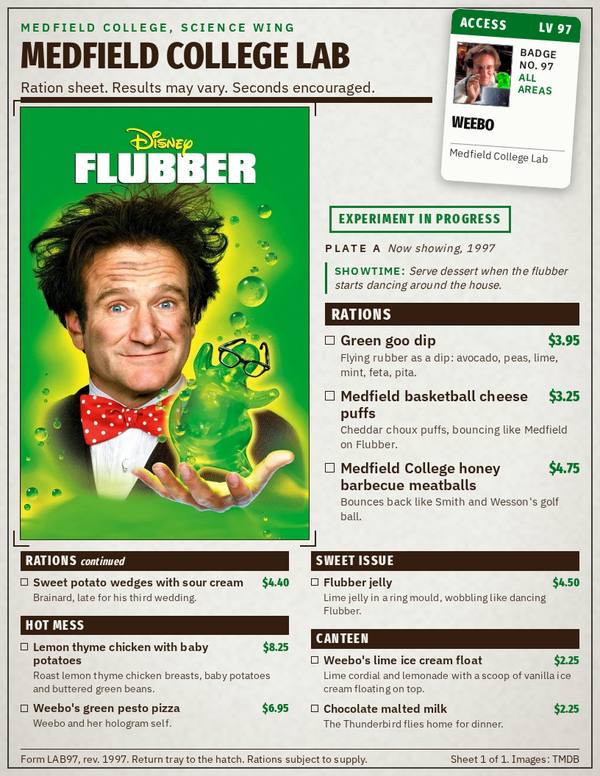 MEDFIELD COLLEGE, SCIENCE WING
MEDFIELD COLLEGE LAB
Ration sheet. Results may vary. Seconds encouraged.
ACCESS LV 97
BADGE
NO. 97
ALL
AREAS
WEEBO
Medfield College Lab
Disney
FLUBBER
EXPERIMENT IN PROGRESS
PLATE A Now showing, 1997
SHOWTIME: Serve dessert when the flubber
starts dancing around the house.
RATIONS
Green goo dip $3.95
Flying rubber as a dip: avocado, peas, lime,
mint, feta, pita.
Medfield basketball cheese $3.25
puffs
Cheddar choux puffs, bouncing like Medfield
on Flubber.
Medfield College honey $4.75
barbecue meatballs
Bounces back like Smith and Wesson's golf
ball.
RATIONS continued
Sweet potato wedges with sour cream $4.40
Brainard, late for his third wedding.
HOT MESS
Lemon thyme chicken with baby $8.25
potatoes
Roast lemon thyme chicken breasts, baby potatoes
and buttered green beans.
Weebo's green pesto pizza $6.95
Weebo and her hologram self.
SWEET ISSUE
Flubber jelly $4.50
Lime jelly in a ring mould, wobbling like dancing
Flubber.
CANTEEN
Weebo's lime ice cream float $2.25
Lime cordial and lemonade with a scoop of vanilla ice
cream floating on top.
Chocolate malted milk $2.25
The Thunderbird flies home for dinner.
Form LAB97, rev. 1997. Return tray to the hatch. Rations subject to supply. Sheet 1 of 1. Images: TMDB